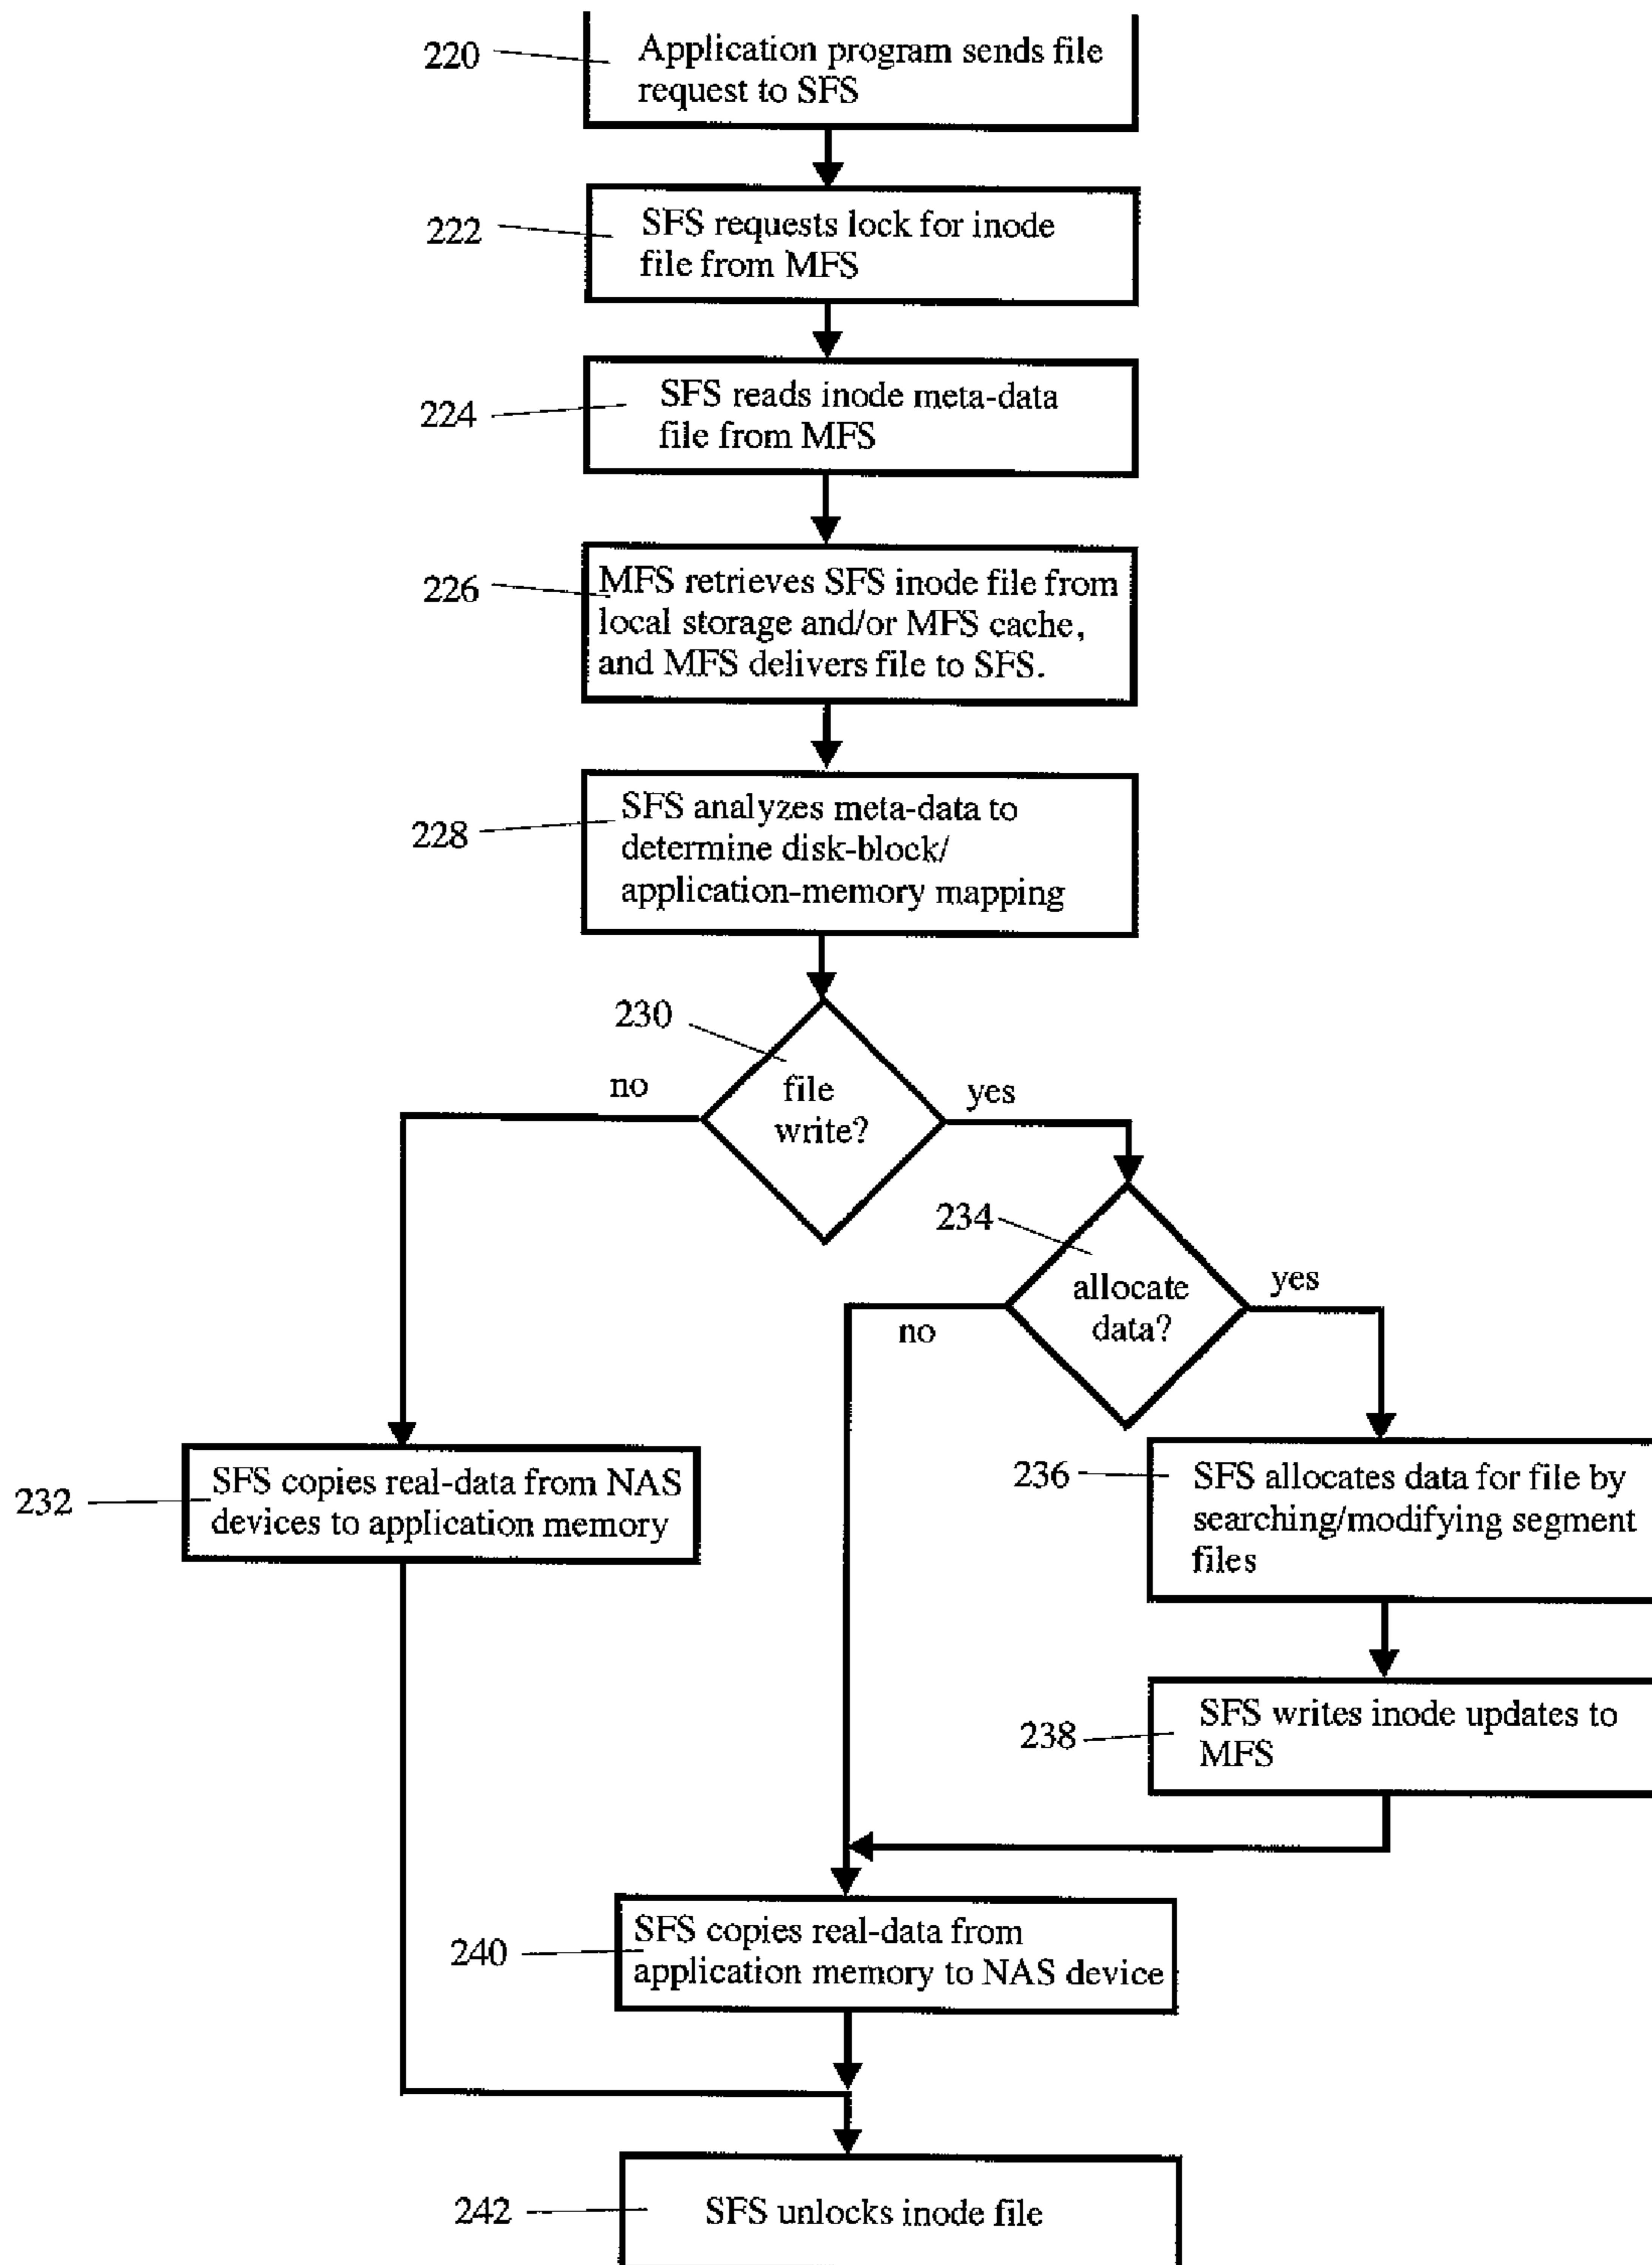 220
Application program sends file
request to SFS
222
SFS requests lock for inode
file from MFS
224
SFS reads inode meta-data
file from MFS
226
MFS retrieves SFS inode file from
local storage and/or MFS cache,
and MFS delivers file to SFS.
228
SFS analyzes meta-data to
determine disk-block/
application-memory mapping
230
file
write?
no
yes
234
allocate
data?
no
yes
232
SFS copies real-data from NAS
devices to application memory
236
SFS allocates data for file by
searching/modifying segment
files
238
SFS writes inode updates to
MFS
240
SFS copies real-data from
application memory to NAS device
242
SFS unlocks inode file